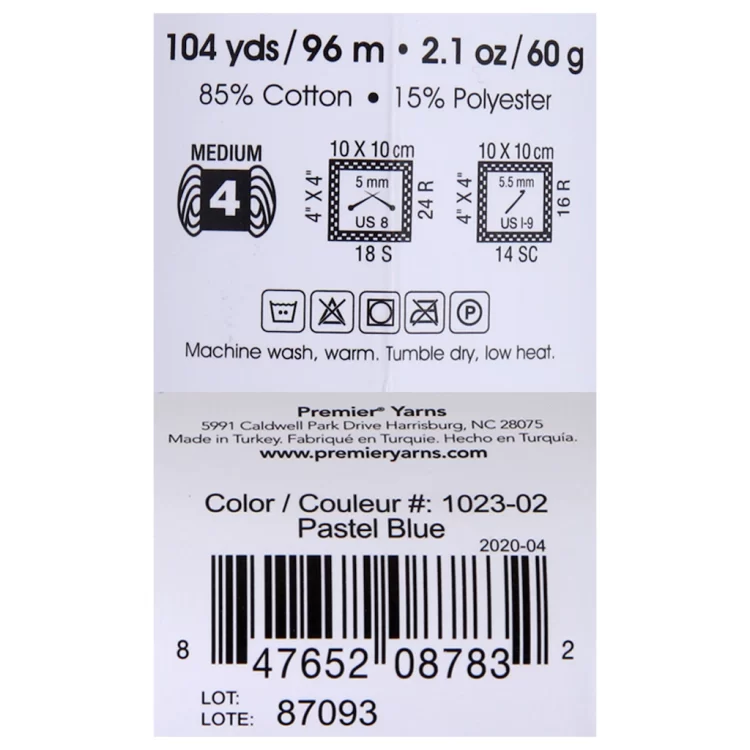 104 yds/96 m • 2.1 oz/60 g
85% Cotton • 15% Polyester
MEDIUM
4
10 X 10 cm
4" X 4"
5 mm
US 8
24 R
18 S
10 X 10 cm
4" X 4"
5.5 mm
US I-9
16 R
14 SC
P
Machine wash, warm. Tumble dry, low heat.
Premier® Yarns
5991 Caldwell Park Drive Harrisburg, NC 28075
Made in Turkey. Fabriqué en Turquie. Hecho en Turquía.
www.premieryarns.com
Color / Couleur #: 1023-02
Pastel Blue
2020-04
8 47652 08783 2
LOT:
LOTE: 87093